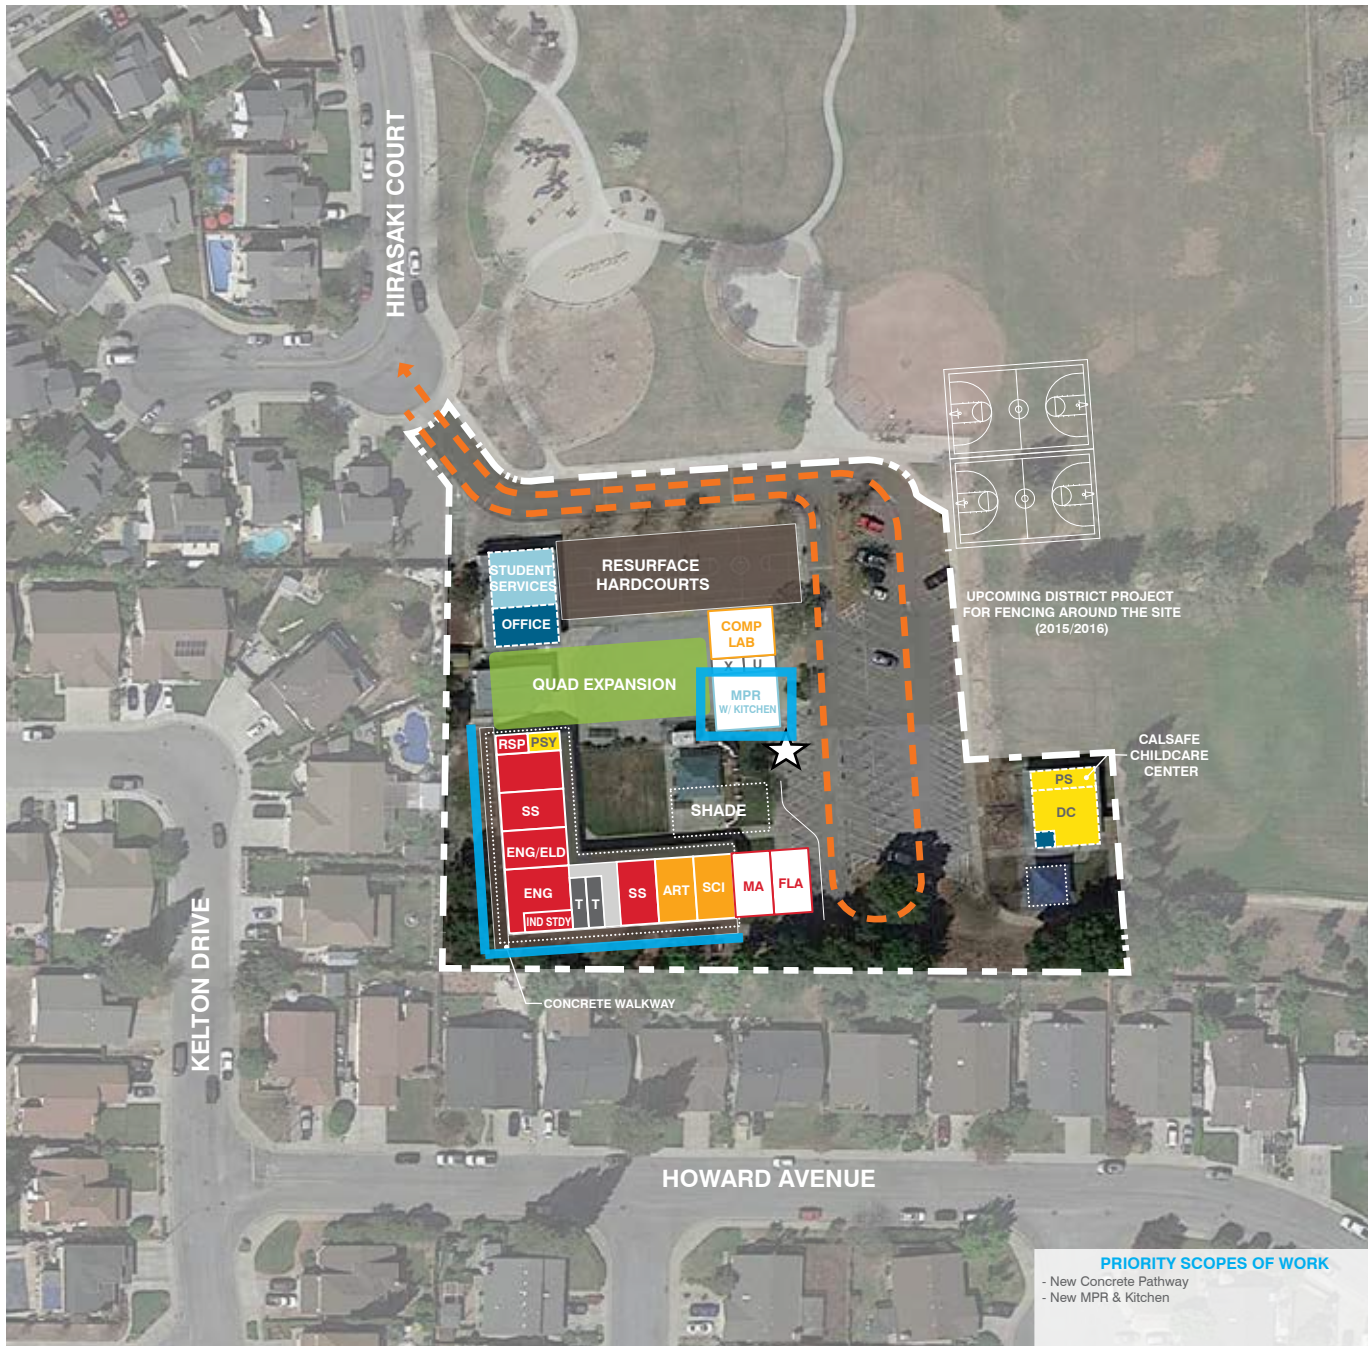 HIRASAKI COURT
STUDENT
SERVICES
OFFICE
RESURFACE
HARDCOURTS
COMP
LAB
X U
MPR
W/ KITCHEN
QUAD EXPANSION
UPCOMING DISTRICT PROJECT
FOR FENCING AROUND THE SITE
(2015/2016)
CALSAFE
CHILDCARE
CENTER
PS
DC
RSP PSY
SS
ENG/ELD
ENG
IND STDY
T T
SS
ART
SCI
MA
FLA
SHADE
CONCRETE WALKWAY
KELTON DRIVE
HOWARD AVENUE
PRIORITY SCOPES OF WORK
- New Concrete Pathway
- New MPR & Kitchen